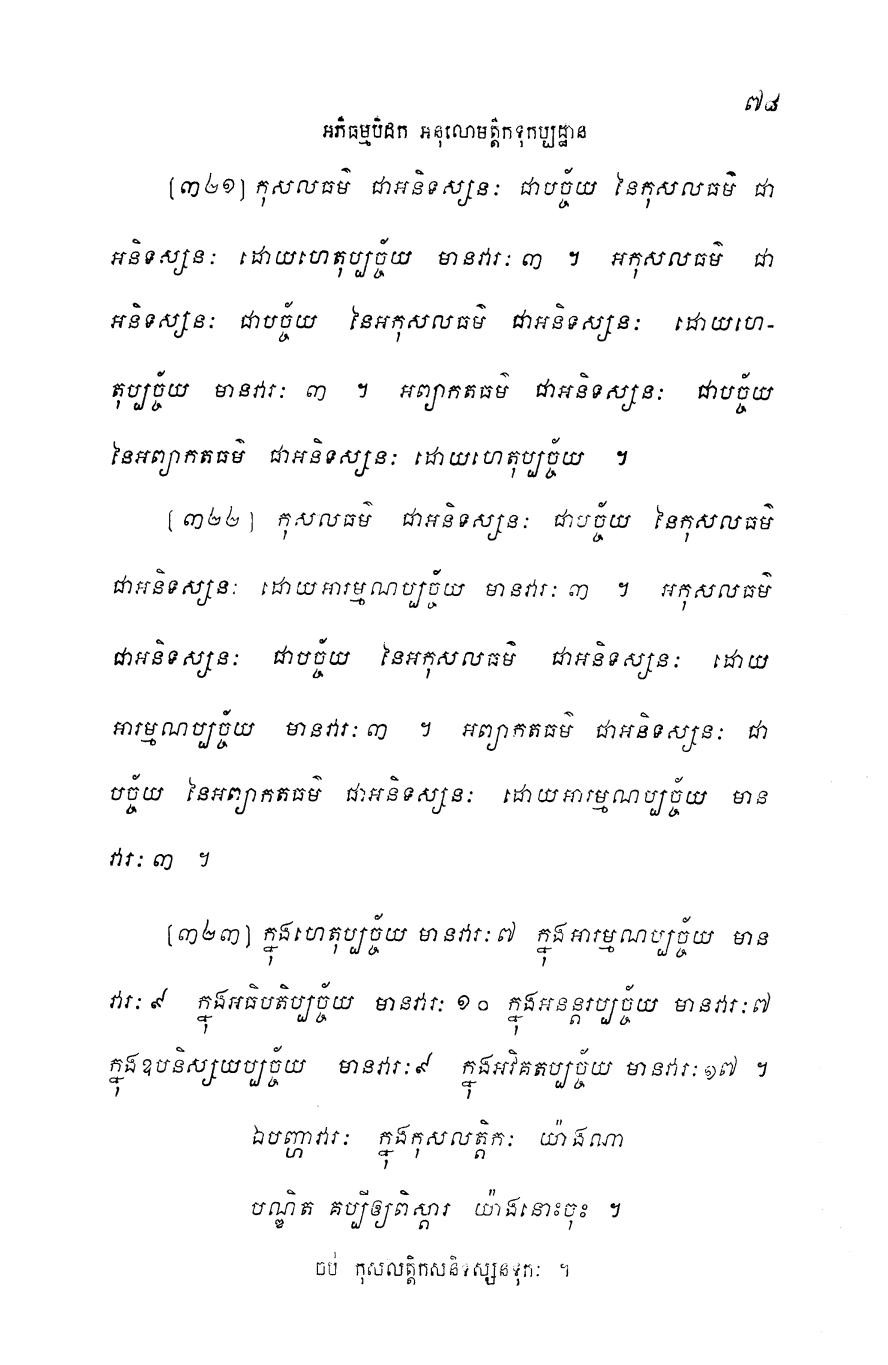 ៧៨
អភិធម្មបិដក អនុលោមត្តិកទុកប្បដ្ឋាន
[៣២១] កុសលធម៌ ជាអនិទស្សនៈ ជាបច្ច័យ នៃកុសលធម៌ ជា
អនិទស្សនៈ ដោយហេតុប្បច្ច័យ មានវារៈ ៣ ។ អកុសលធម៌ ជា
អនិទស្សនៈ ជាបច្ច័យ នៃអកុសលធម៌ ជាអនិទស្សនៈ ដោយហេ-
តុប្បច្ច័យ មានវារៈ ៣ ។ អព្យាកតធម៌ ជាអនិទស្សនៈ ជាបច្ច័យ
នៃអព្យាកតធម៌ ជាអនិទស្សនៈ ដោយហេតុប្បច្ច័យ ។
[៣២២] កុសលធម៌ ជាអនិទស្សនៈ ជាបច្ច័យ នៃកុសលធម៌
ជាអនិទស្សនៈ ដោយអារម្មណប្បច្ច័យ មានវារៈ ៣ ។ អកុសលធម៌
ជាអនិទស្សនៈ ជាបច្ច័យ នៃអកុសលធម៌ ជាអនិទស្សនៈ ដោយ
អារម្មណប្បច្ច័យ មានវារៈ ៣ ។ អព្យាកតធម៌ ជាអនិទស្សនៈ ជា
បច្ច័យ នៃអព្យាកតធម៌ ជាអនិទស្សនៈ ដោយអារម្មណប្បច្ច័យ មាន
វារៈ ៣ ។
[៣២៣] ក្នុងហេតុប្បច្ច័យ មានវារៈ ៧ ក្នុងអារម្មណប្បច្ច័យ មាន
វារៈ ៩ ក្នុងអធិបតិប្បច្ច័យ មានវារៈ ១០ ក្នុងអនន្តរប្បច្ច័យ មានវារៈ ៧
ក្នុងឧបនិស្សយប្បច្ច័យ មានវារៈ ៩ ក្នុងអវិគតប្បច្ច័យ មានវារៈ ១៧ ។
ឯបញ្ហាវារៈ ក្នុងកុសលត្តិកៈ យ៉ាងណា
បណ្ឌិត គប្បីឲ្យពិស្តារ យ៉ាងនោះចុះ ។
ចប់ កុសលត្តិកសនិទស្សនទុកៈ ។